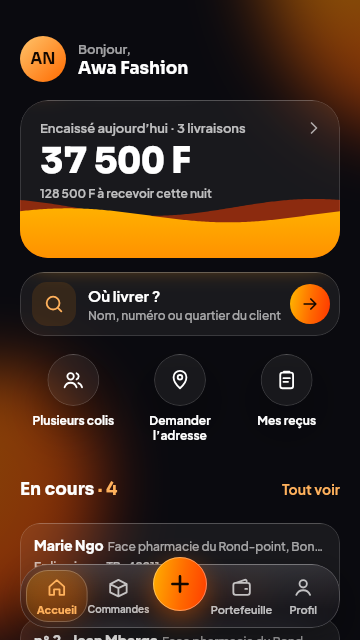 AN
Bonjour,
Awa Fashion
Encaissé aujourd’hui · 3 livraisons
37 500 F
128 500 F à recevoir cette nuit
Où livrer ?
Nom, numéro ou quartier du client
Plusieurs colis
Demander
l’adresse
Mes reçus
En cours · 4
Tout voir
Marie Ngo Face pharmacie du Rond-point, Bon…
Accueil
Commandes
Portefeuille
Profil